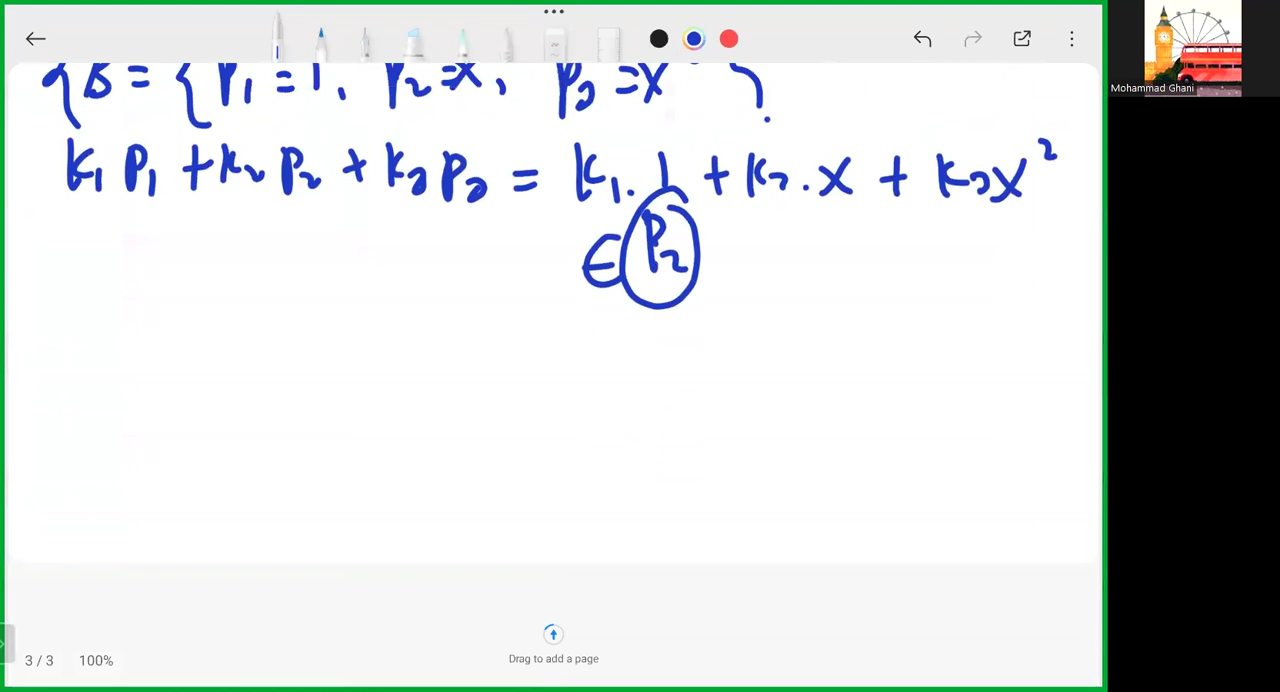 B = { P₁ = 1, P₂ = x, P₃ = x² }.
k₁ P₁ + k₂ P₂ + k₃ P₃ = k₁ . 1 + k₂ . x + k₃ x²
∈ P₂
Mohammad Ghani
3 / 3
100%
Drag to add a page